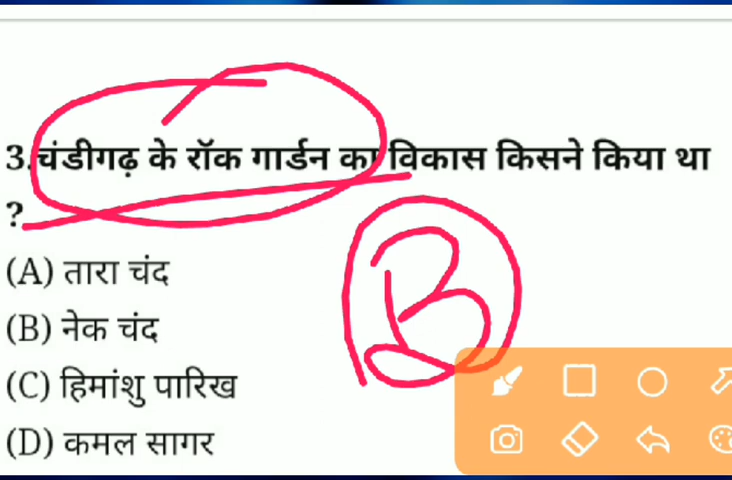 3.चंडीगढ़ के रॉक गार्डन का विकास किसने किया था
?
(A) तारा चंद
(B) नेक चंद
B
(C) हिमांशु पारिख
(D) कमल सागर